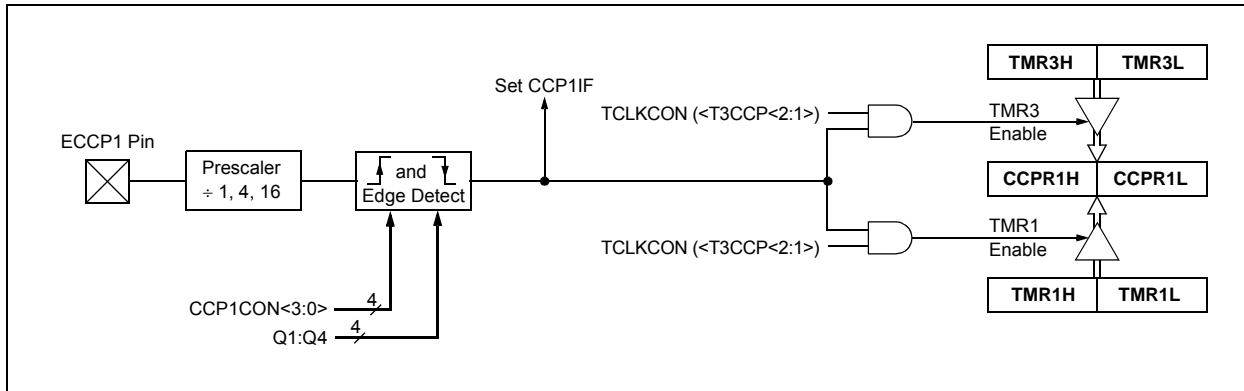 TMR3H TMR3L
Set CCP1IF
TCLKCON (<T3CCP<2:1>)
TMR3
Enable
ECCP1 Pin
Prescaler
÷ 1, 4, 16
and
Edge Detect
CCPR1H CCPR1L
TCLKCON (<T3CCP<2:1>)
TMR1
Enable
TMR1H TMR1L
CCP1CON<3:0>
4
Q1:Q4
4